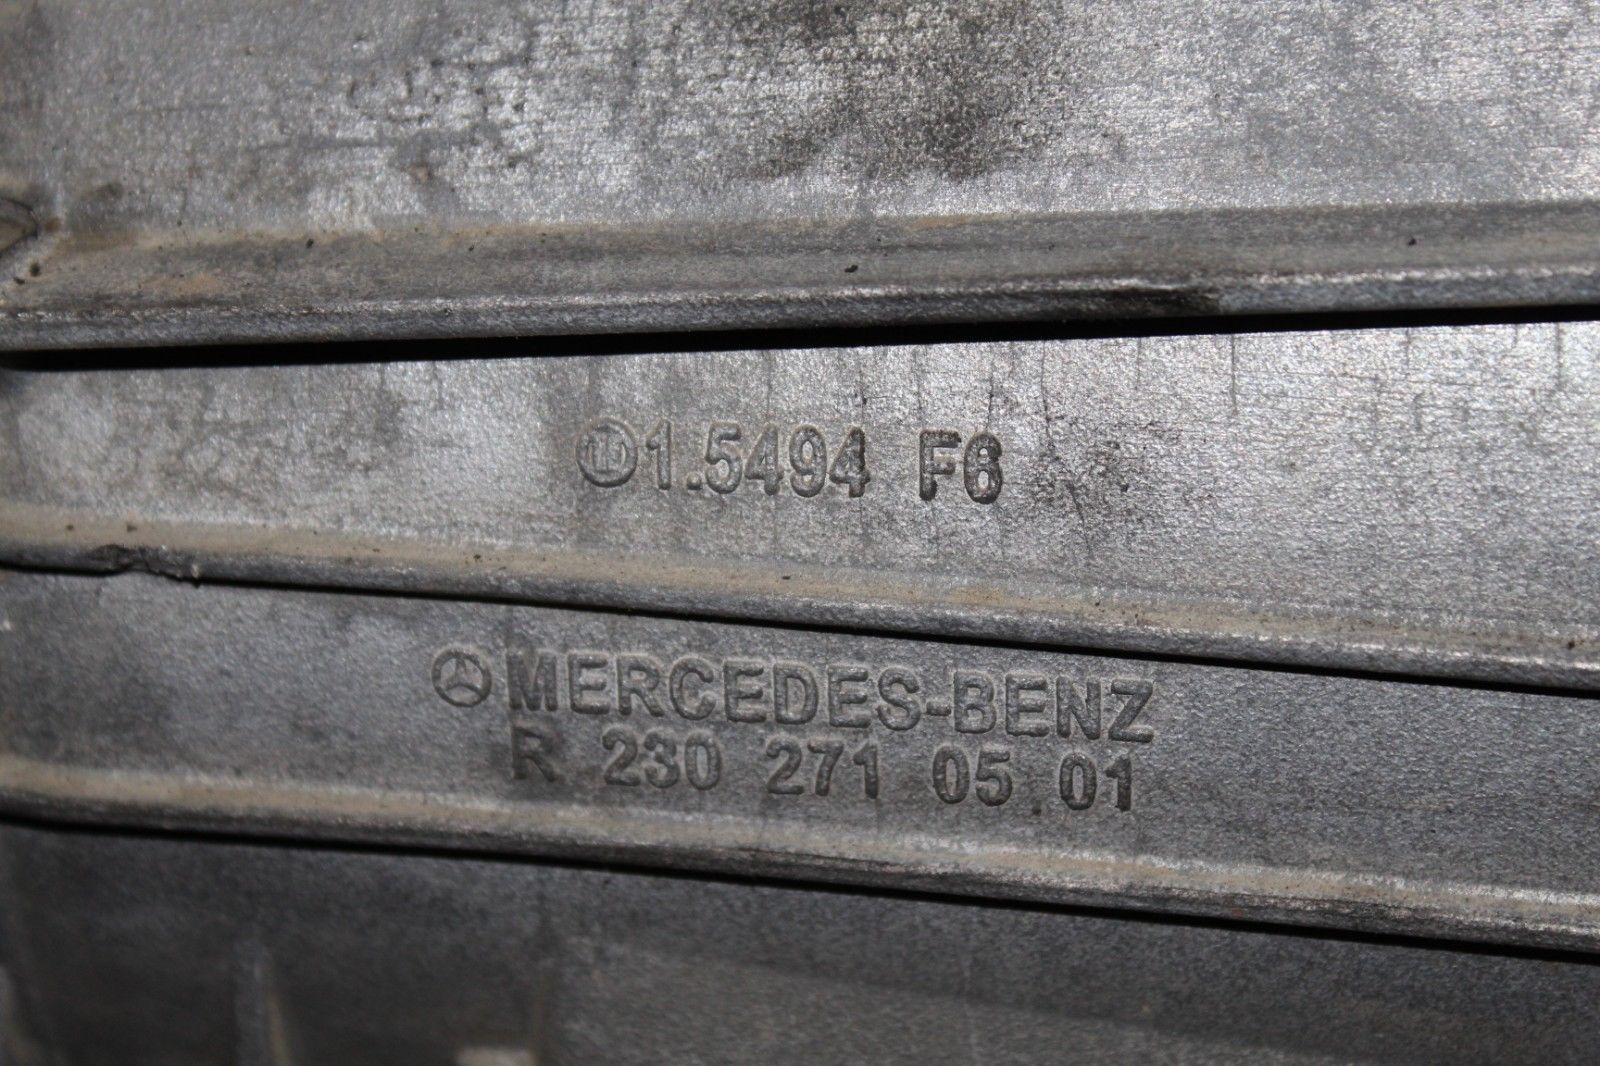 1.5494 F6
MERCEDES-BENZ
R 230 271 05 01